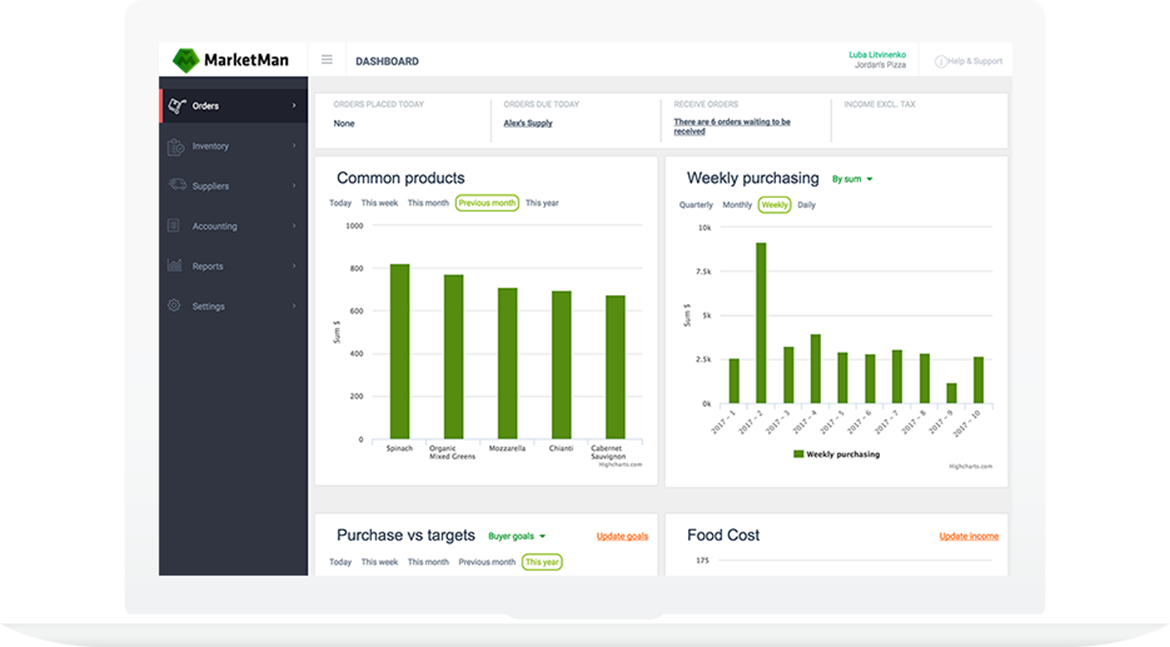 MarketMan
DASHBOARD
Luba Litvinenko
Jordan's Pizza
Help & Support
Orders
Inventory
Suppliers
Accounting
Reports
Settings
ORDERS PLACED TODAY
None
ORDERS DUE TODAY
Alex's Supply
RECEIVE ORDERS
There are 6 orders waiting to be
received
INCOME EXCL. TAX
Common products
Today This week This month Previous month This year
1000
800
600
400
200
0
Sum $
Spinach
Organic
Mixed Greens
Mozzarella
Chianti
Cabernet
Sauvignon
Highcharts.com
Weekly purchasing By sum
Quarterly Monthly Weekly Daily
10k
7.5k
5k
2.5k
0k
Sum $
2017 - 1
2017 - 2
2017 - 3
2017 - 4
2017 - 5
2017 - 6
2017 - 7
2017 - 8
2017 - 9
2017 - 10
Weekly purchasing
Highcharts.com
Purchase vs targets Buyer goals Update goals
Today This week This month Previous month This year
Food Cost Update income
175